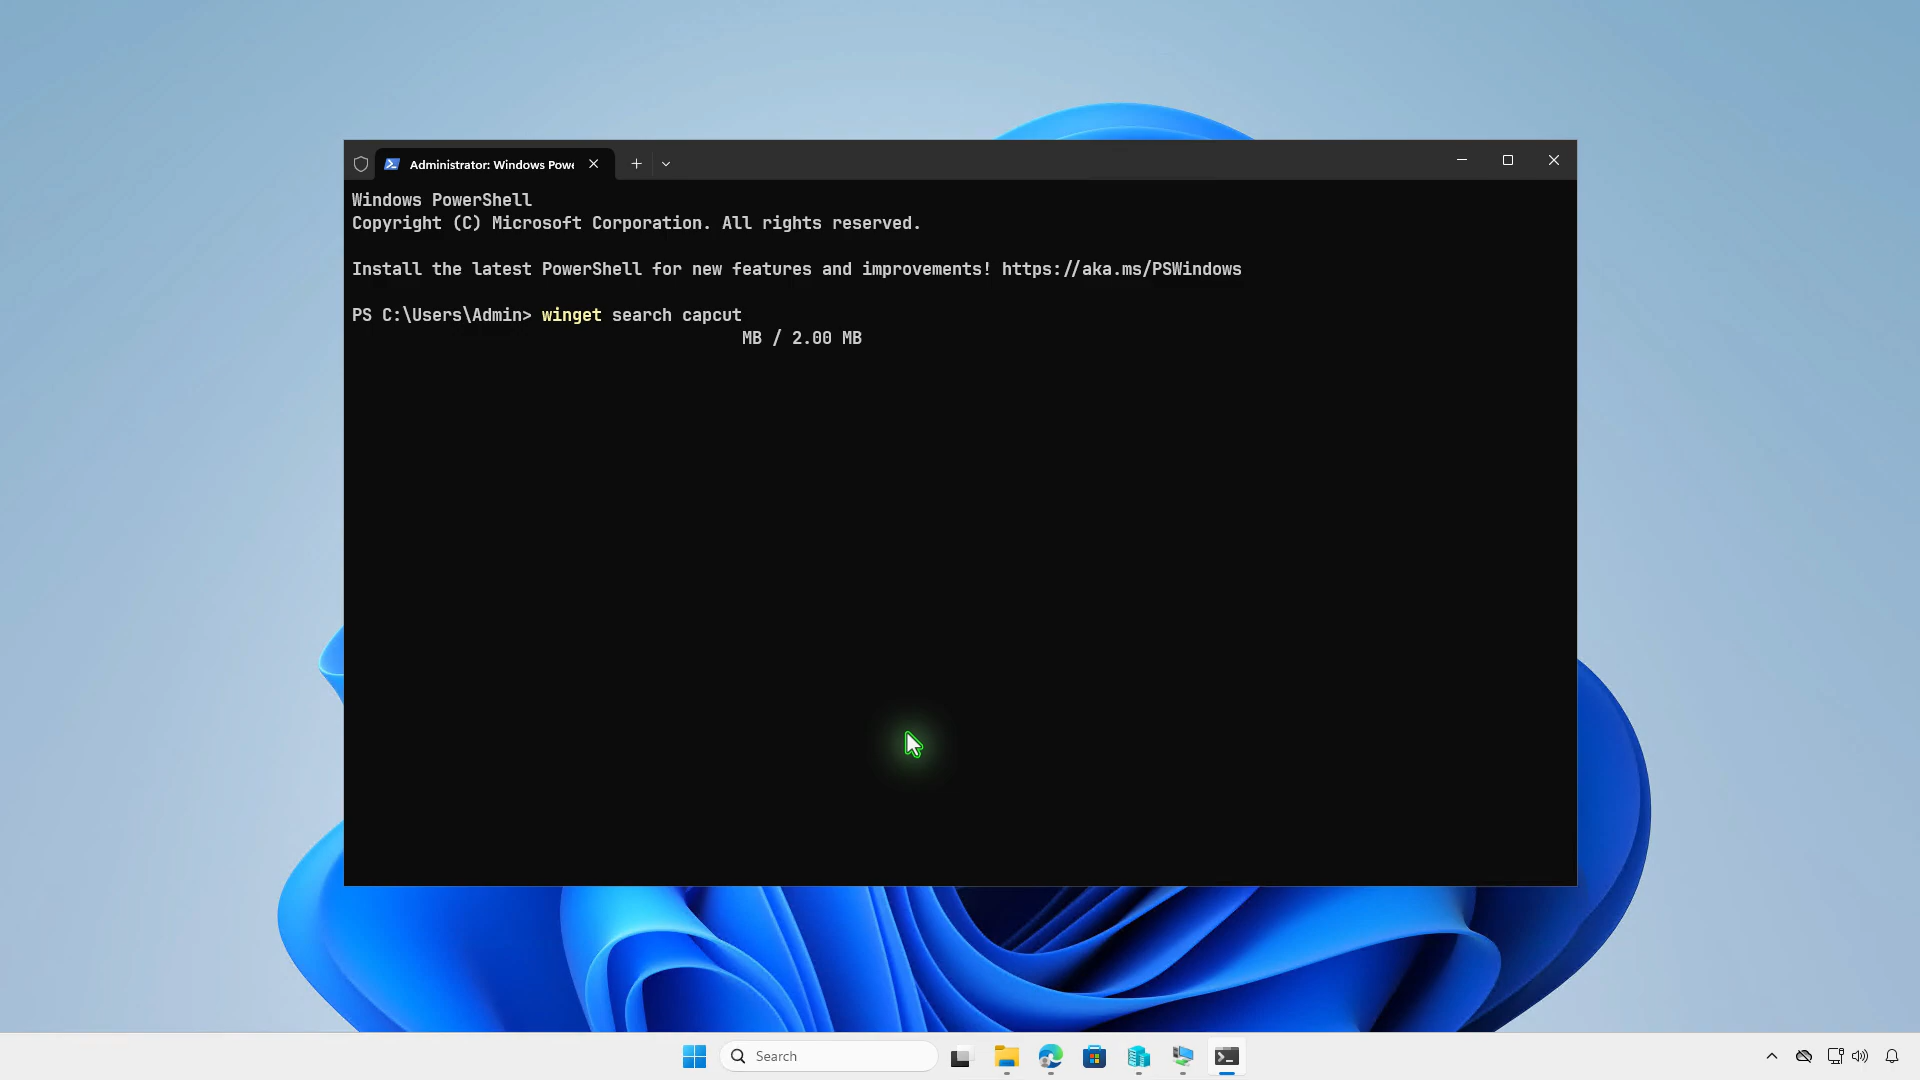 Administrator: Windows Powe
Windows PowerShell
Copyright (C) Microsoft Corporation. All rights reserved.
Install the latest PowerShell for new features and improvements! https://aka.ms/PSWindows
PS C:\Users\Admin> winget search capcut
MB / 2.00 MB
Search